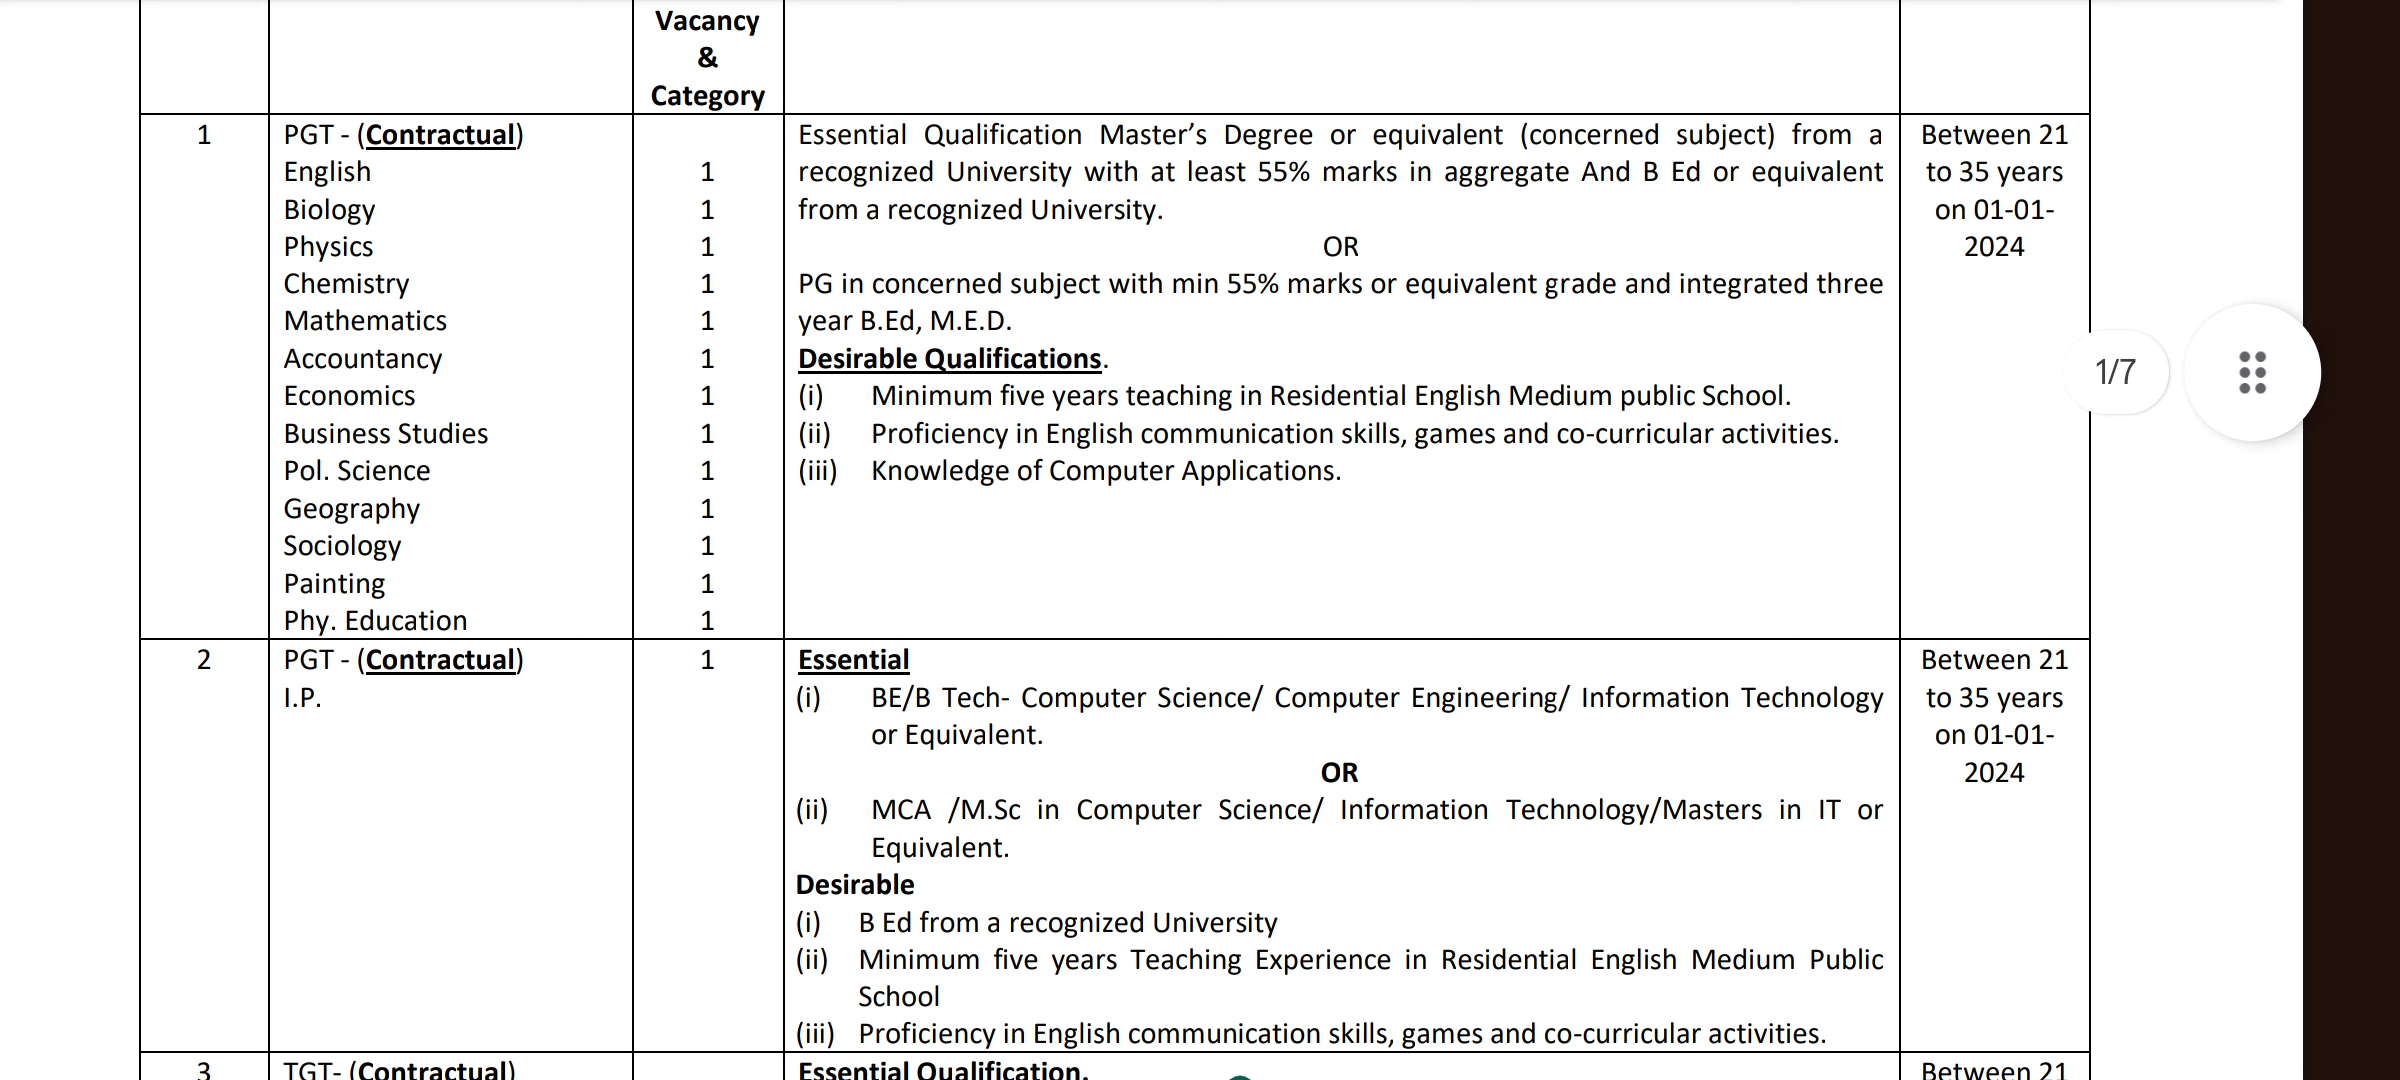 Vacancy
&
Category
1
PGT - (Contractual)
English
Biology
Physics
Chemistry
Mathematics
Accountancy
Economics
Business Studies
Pol. Science
Geography
Sociology
Painting
Phy. Education
1
1
1
1
1
1
1
1
1
1
1
1
1
Essential Qualification Master’s Degree or equivalent (concerned subject) from a
recognized University with at least 55% marks in aggregate And B Ed or equivalent
from a recognized University.
OR
PG in concerned subject with min 55% marks or equivalent grade and integrated three
year B.Ed, M.E.D.
Desirable Qualifications.
(i) Minimum five years teaching in Residential English Medium public School.
(ii) Proficiency in English communication skills, games and co-curricular activities.
(iii) Knowledge of Computer Applications.
Between 21
to 35 years
on 01-01-
2024
1/7
2
PGT - (Contractual)
I.P.
1
Essential
(i) BE/B Tech- Computer Science/ Computer Engineering/ Information Technology
or Equivalent.
OR
(ii) MCA /M.Sc in Computer Science/ Information Technology/Masters in IT or
Equivalent.
Desirable
(i) B Ed from a recognized University
(ii) Minimum five years Teaching Experience in Residential English Medium Public
School
(iii) Proficiency in English communication skills, games and co-curricular activities.
Between 21
to 35 years
on 01-01-
2024
3
TGT- (Contractual)
Essential Qualification.
Between 21